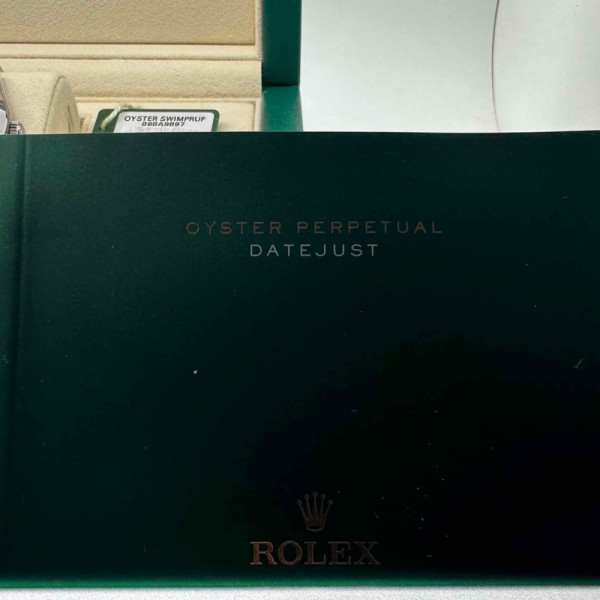 OYSTER SWIMPRUF
OYSTER PERPETUAL
DATEJUST
ROLEX